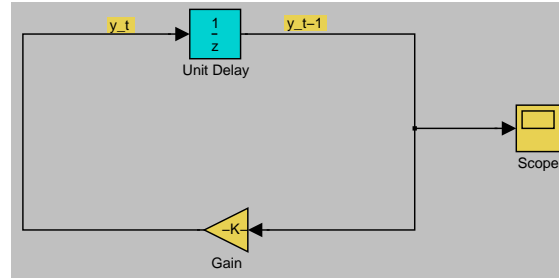 y_t
y_t−1
1
z
Unit Delay
Scope
−K−
Gain